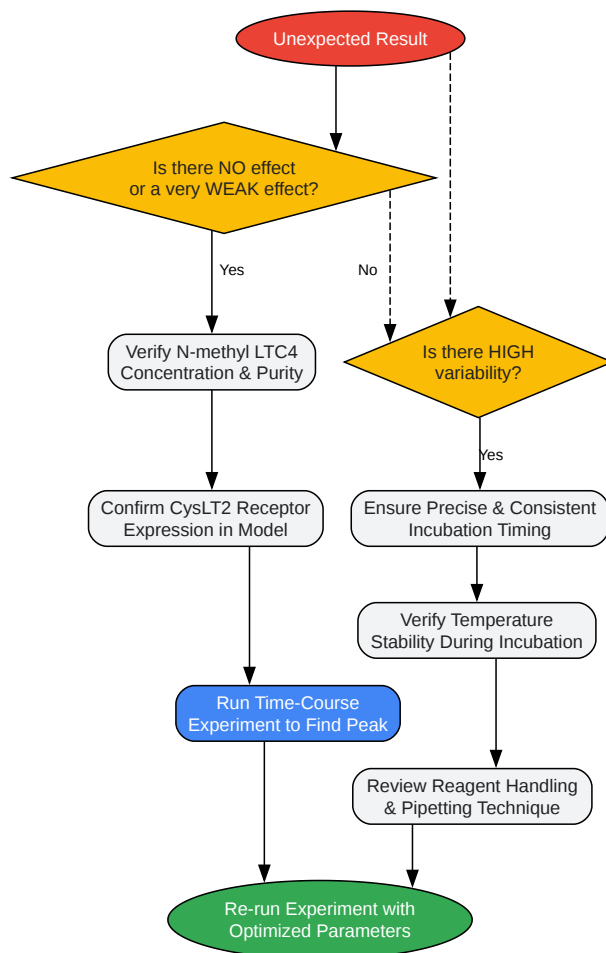 Unexpected Result
Is there NO effect
or a very WEAK effect?
Yes
No
Verify N-methyl LTC4
Concentration & Purity
Is there HIGH
variability?
Yes
Confirm CysLT2 Receptor
Expression in Model
Ensure Precise & Consistent
Incubation Timing
Verify Temperature
Stability During Incubation
Run Time-Course
Experiment to Find Peak
Review Reagent Handling
& Pipetting Technique
Re-run Experiment with
Optimized Parameters